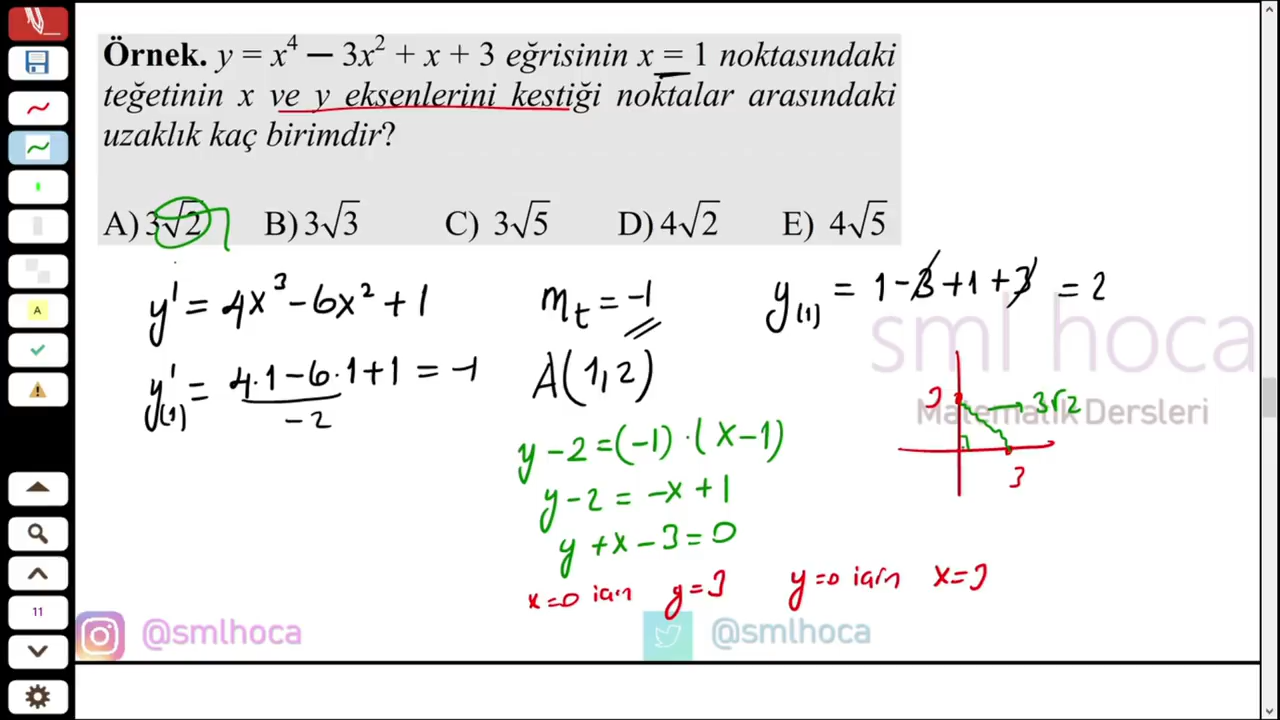 Örnek. y = x⁴ − 3x² + x + 3 eğrisinin x = 1 noktasındaki
teğetinin x ve y eksenlerini kestiği noktalar arasındaki
uzaklık kaç birimdir?
A) 3√2 B) 3√3 C) 3√5 D) 4√2 E) 4√5
y' = 4x³ − 6x² + 1
y'(1) = 4·1 − 6·1 + 1 = −1
−2
mt = −1
A(1,2)
y(1) = 1 − 3 + 1 + 3 = 2
y − 2 = (−1)·(x − 1)
y − 2 = −x + 1
y + x − 3 = 0
x = 0 için y = 3 y = 0 için x = 3
3
3√2
3
sml hoca
Matematik Dersleri
A
11
@smlhoca @smlhoca